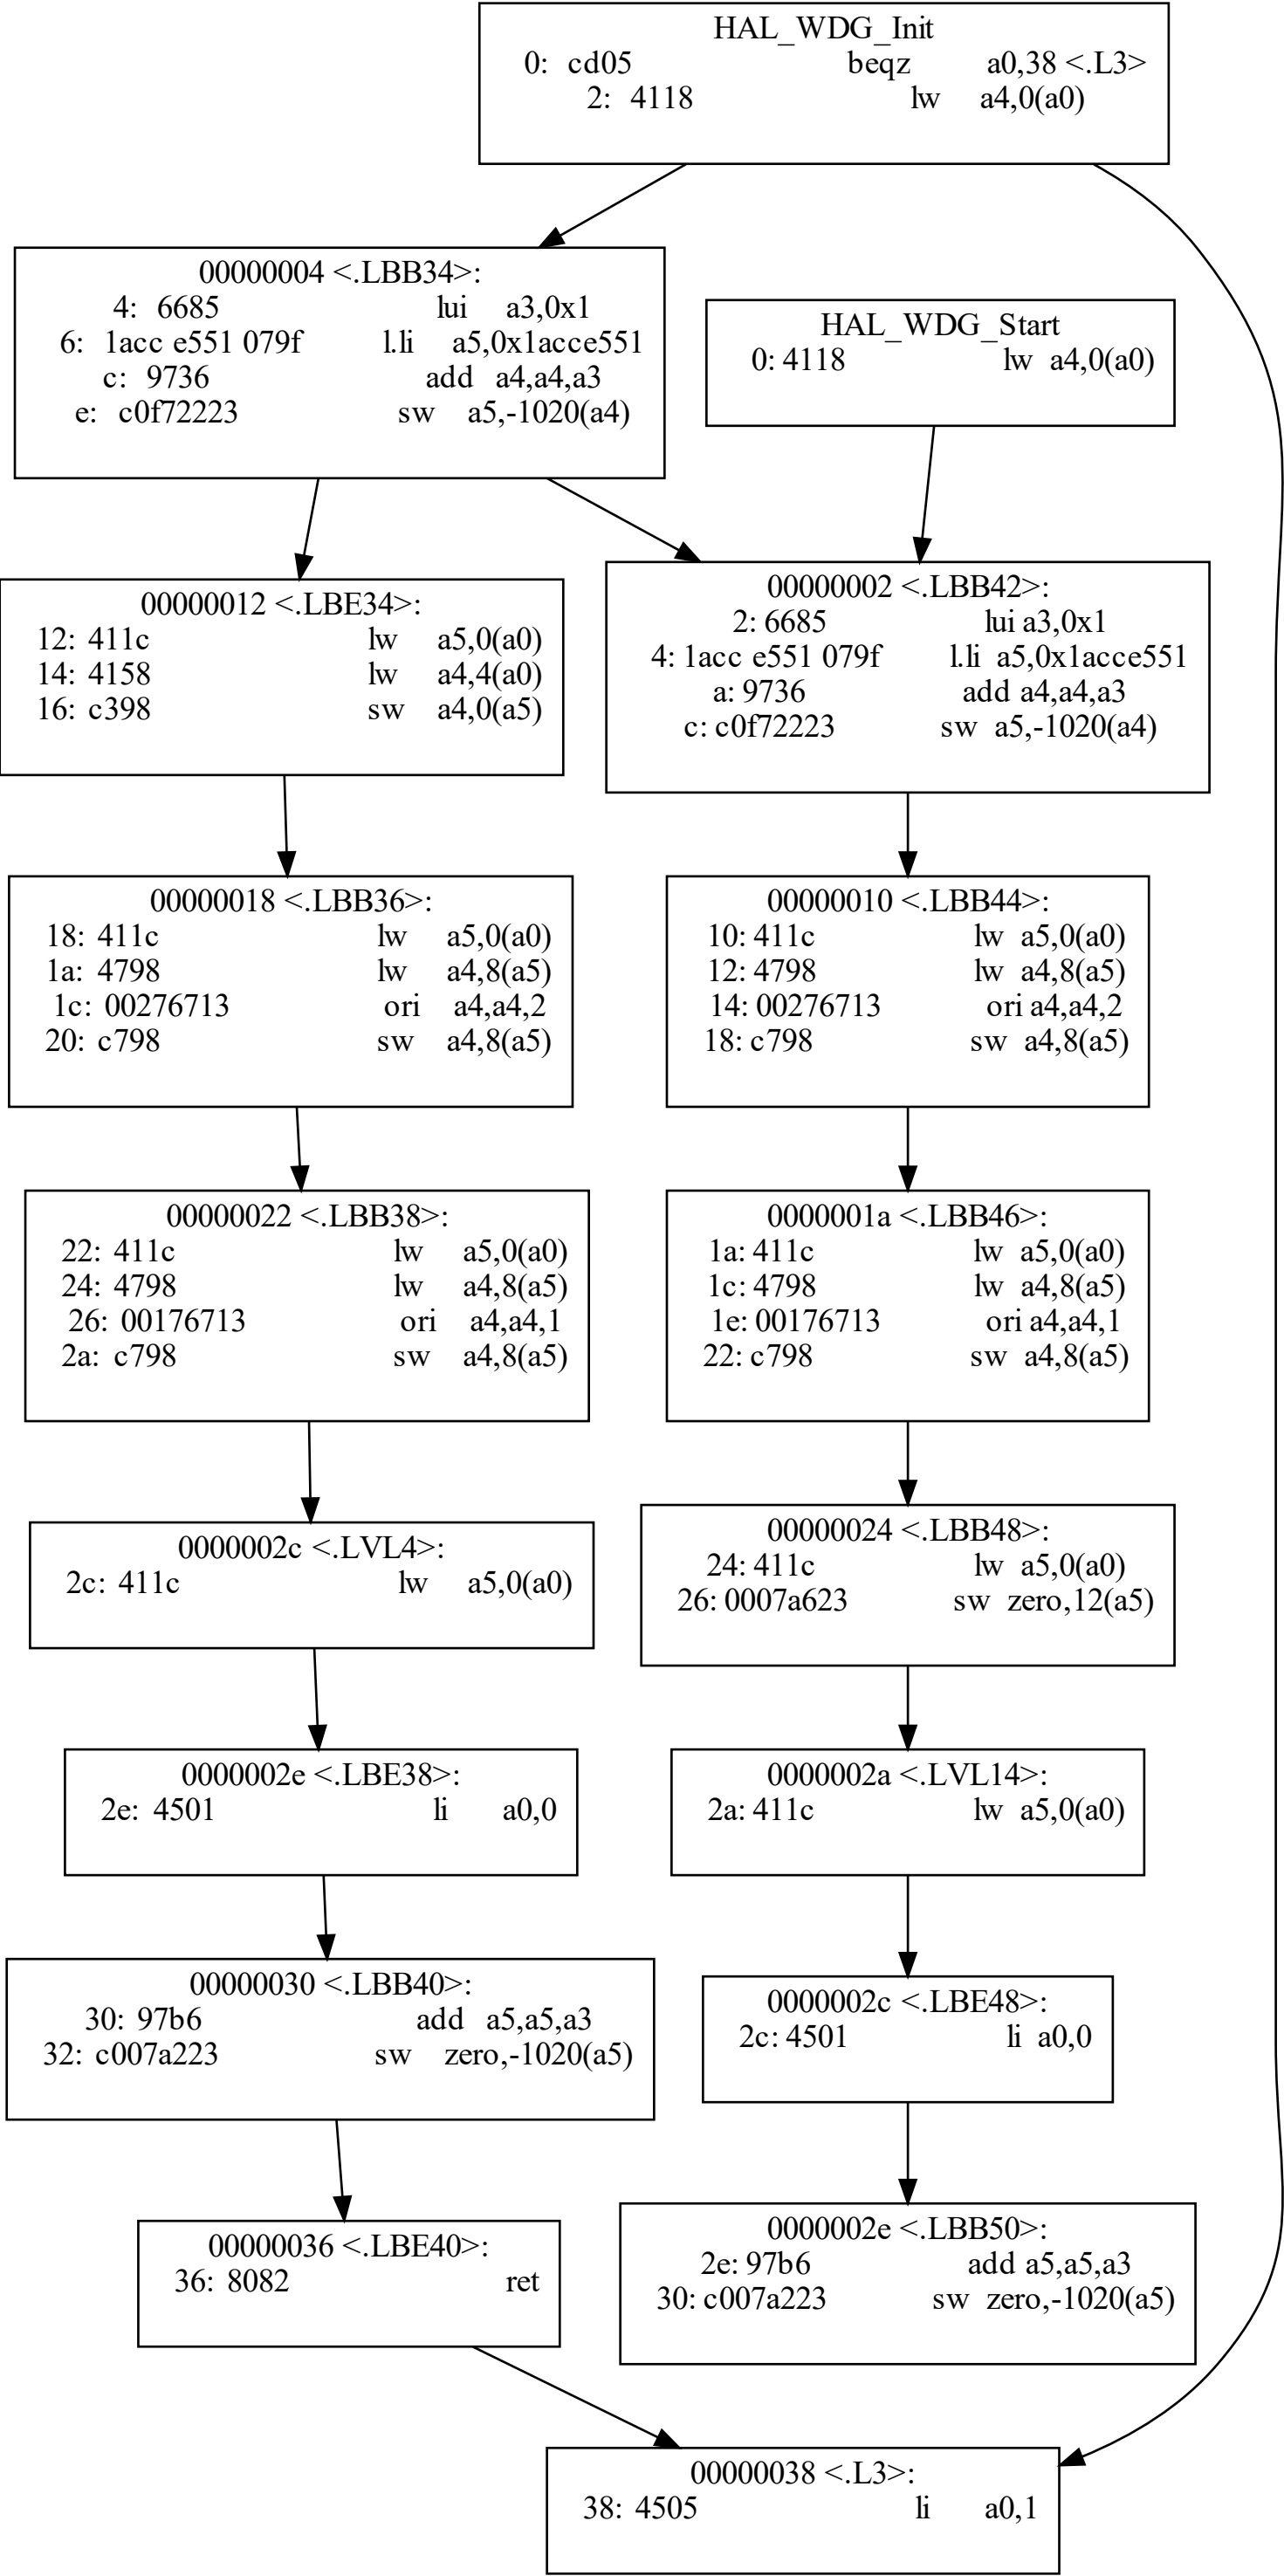 HAL_WDG_Init
0: cd05 beqz a0,38 <.L3>
2: 4118 lw a4,0(a0)
00000004 <.LBB34>:
4: 6685 lui a3,0x1
6: 1acc e551 079f l.li a5,0x1acce551
c: 9736 add a4,a4,a3
e: c0f72223 sw a5,-1020(a4)
HAL_WDG_Start
0: 4118 lw a4,0(a0)
00000012 <.LBE34>:
12: 411c lw a5,0(a0)
14: 4158 lw a4,4(a0)
16: c398 sw a4,0(a5)
00000002 <.LBB42>:
2: 6685 lui a3,0x1
4: 1acc e551 079f l.li a5,0x1acce551
a: 9736 add a4,a4,a3
c: c0f72223 sw a5,-1020(a4)
00000018 <.LBB36>:
18: 411c lw a5,0(a0)
1a: 4798 lw a4,8(a5)
1c: 00276713 ori a4,a4,2
20: c798 sw a4,8(a5)
00000010 <.LBB44>:
10: 411c lw a5,0(a0)
12: 4798 lw a4,8(a5)
14: 00276713 ori a4,a4,2
18: c798 sw a4,8(a5)
00000022 <.LBB38>:
22: 411c lw a5,0(a0)
24: 4798 lw a4,8(a5)
26: 00176713 ori a4,a4,1
2a: c798 sw a4,8(a5)
0000001a <.LBB46>:
1a: 411c lw a5,0(a0)
1c: 4798 lw a4,8(a5)
1e: 00176713 ori a4,a4,1
22: c798 sw a4,8(a5)
0000002c <.LVL4>:
2c: 411c lw a5,0(a0)
00000024 <.LBB48>:
24: 411c lw a5,0(a0)
26: 0007a623 sw zero,12(a5)
0000002e <.LBE38>:
2e: 4501 li a0,0
0000002a <.LVL14>:
2a: 411c lw a5,0(a0)
00000030 <.LBB40>:
30: 97b6 add a5,a5,a3
32: c007a223 sw zero,-1020(a5)
0000002c <.LBE48>:
2c: 4501 li a0,0
00000036 <.LBE40>:
36: 8082 ret
0000002e <.LBB50>:
2e: 97b6 add a5,a5,a3
30: c007a223 sw zero,-1020(a5)
00000038 <.L3>:
38: 4505 li a0,1